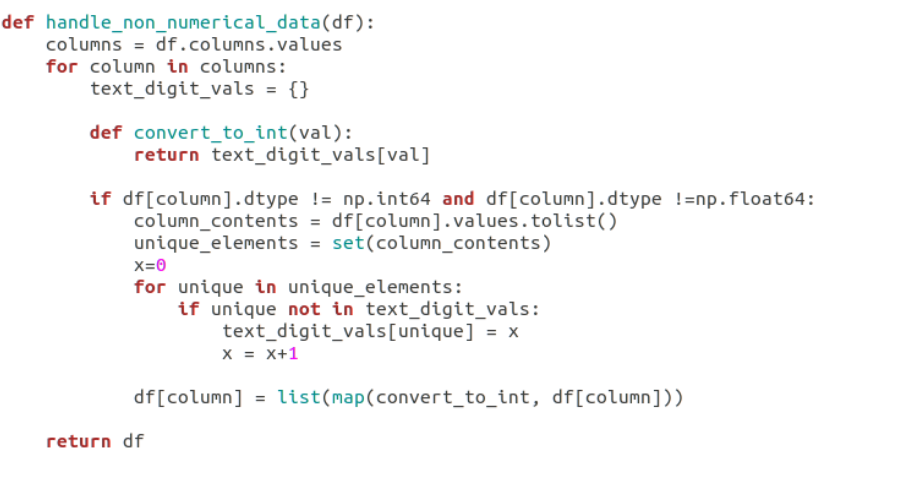 def handle_non_numerical_data(df):
    columns = df.columns.values
    for column in columns:
        text_digit_vals = {}

        def convert_to_int(val):
            return text_digit_vals[val]

        if df[column].dtype != np.int64 and df[column].dtype !=np.float64:
            column_contents = df[column].values.tolist()
            unique_elements = set(column_contents)
            x=0
            for unique in unique_elements:
                if unique not in text_digit_vals:
                    text_digit_vals[unique] = x
                    x = x+1

            df[column] = list(map(convert_to_int, df[column]))

    return df